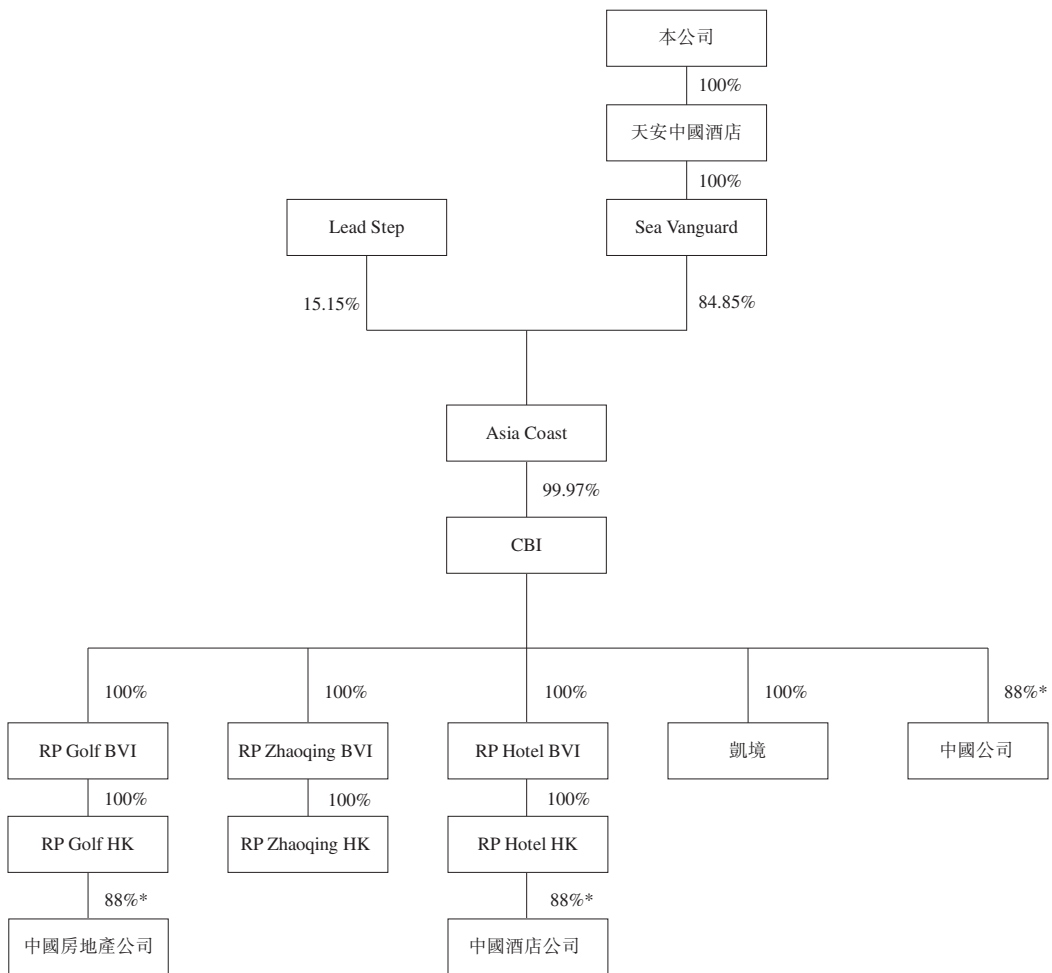 本公司
100%
天安中國酒店
100%
Lead Step
Sea Vanguard
15.15%
84.85%
Asia Coast
99.97%
CBI
100%
100%
100%
100%
88%*
RP Golf BVI
RP Zhaoqing BVI
RP Hotel BVI
凱境
中國公司
100%
100%
100%
RP Golf HK
RP Zhaoqing HK
RP Hotel HK
88%*
88%*
中國房地產公司
中國酒店公司